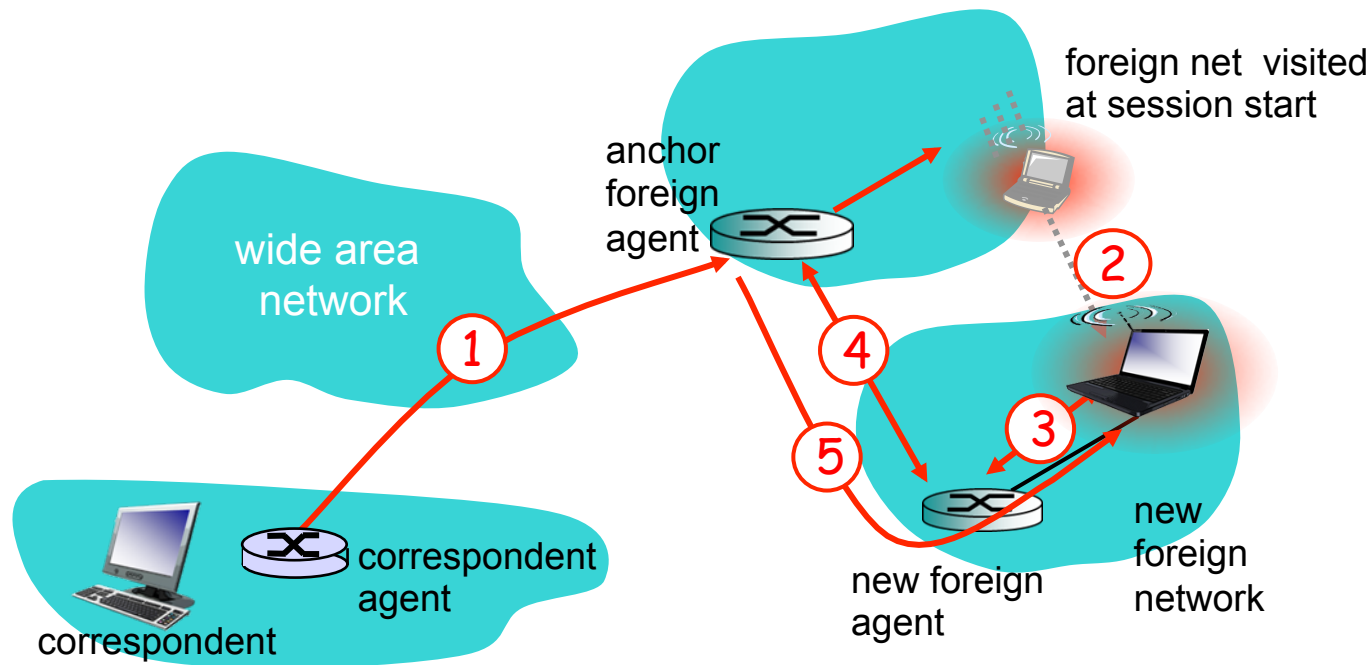 foreign net visited
at session start
anchor
foreign
agent
wide area
network
2
1
4
3
5
new
foreign
network
correspondent
agent
new foreign
agent
correspondent